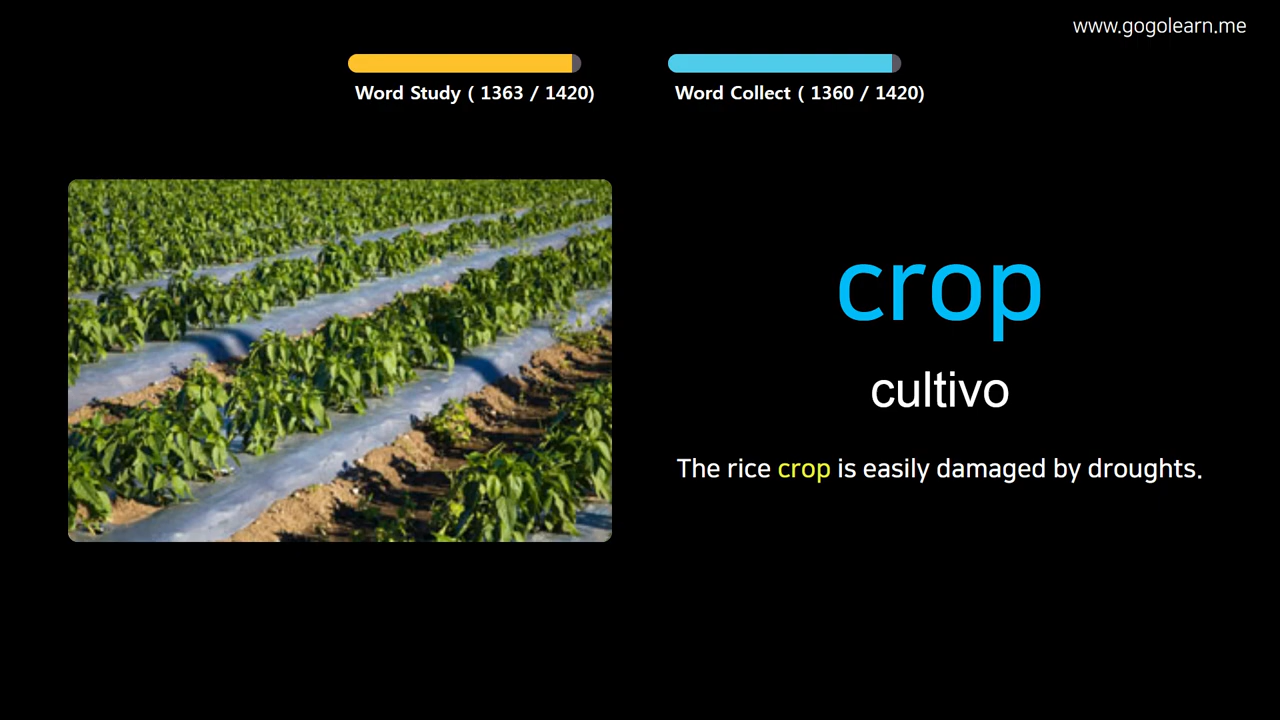 www.gogolearn.me
Word Study ( 1363 / 1420)
Word Collect ( 1360 / 1420)
crop
cultivo
The rice crop is easily damaged by droughts.